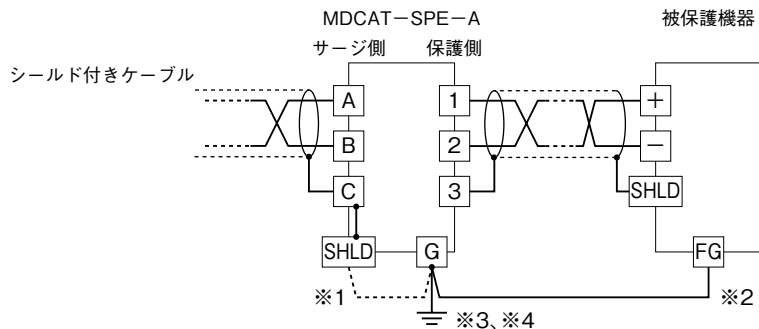 MDCAT－SPE－A
被保護機器
サージ側 保護側
シールド付きケーブル
A 1 ＋
B 2 －
C 3 SHLD
SHLD G FG
※1 ※3、※4 ※2